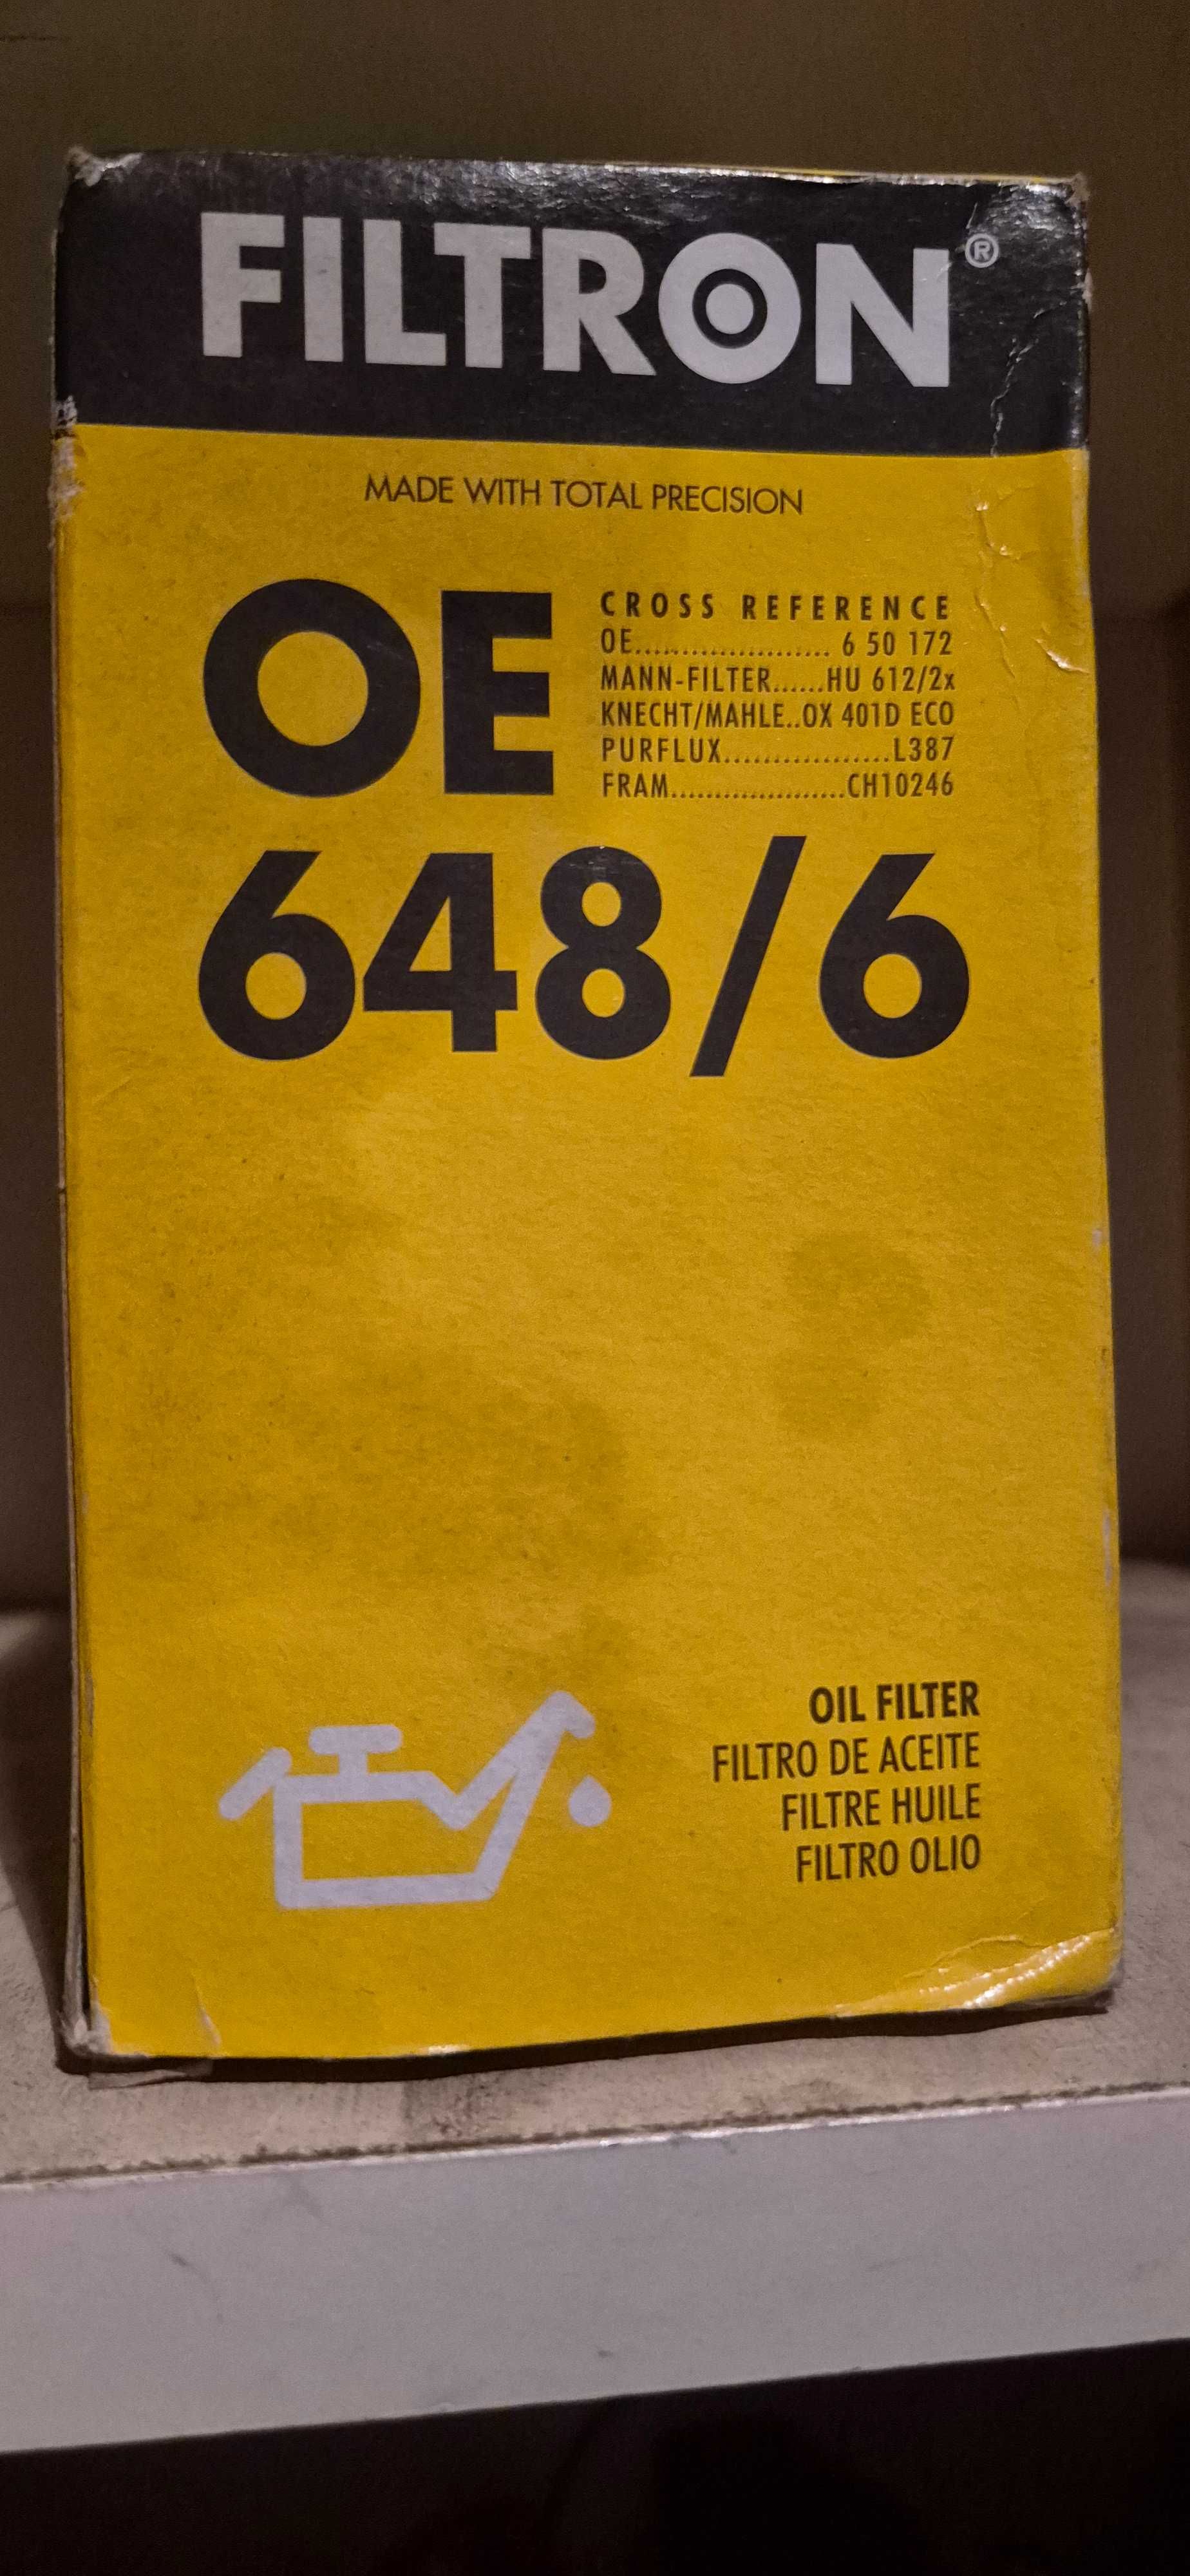 FILTRON®
MADE WITH TOTAL PRECISION
OE
CROSS REFERENCE
OE...................... 6 50 172
MANN-FILTER......HU 612/2x
KNECHT/MAHLE..OX 401D ECO
PURFLUX...................L387
FRAM....................CH10246
648/6
OIL FILTER
FILTRO DE ACEITE
FILTRE HUILE
FILTRO OLIO